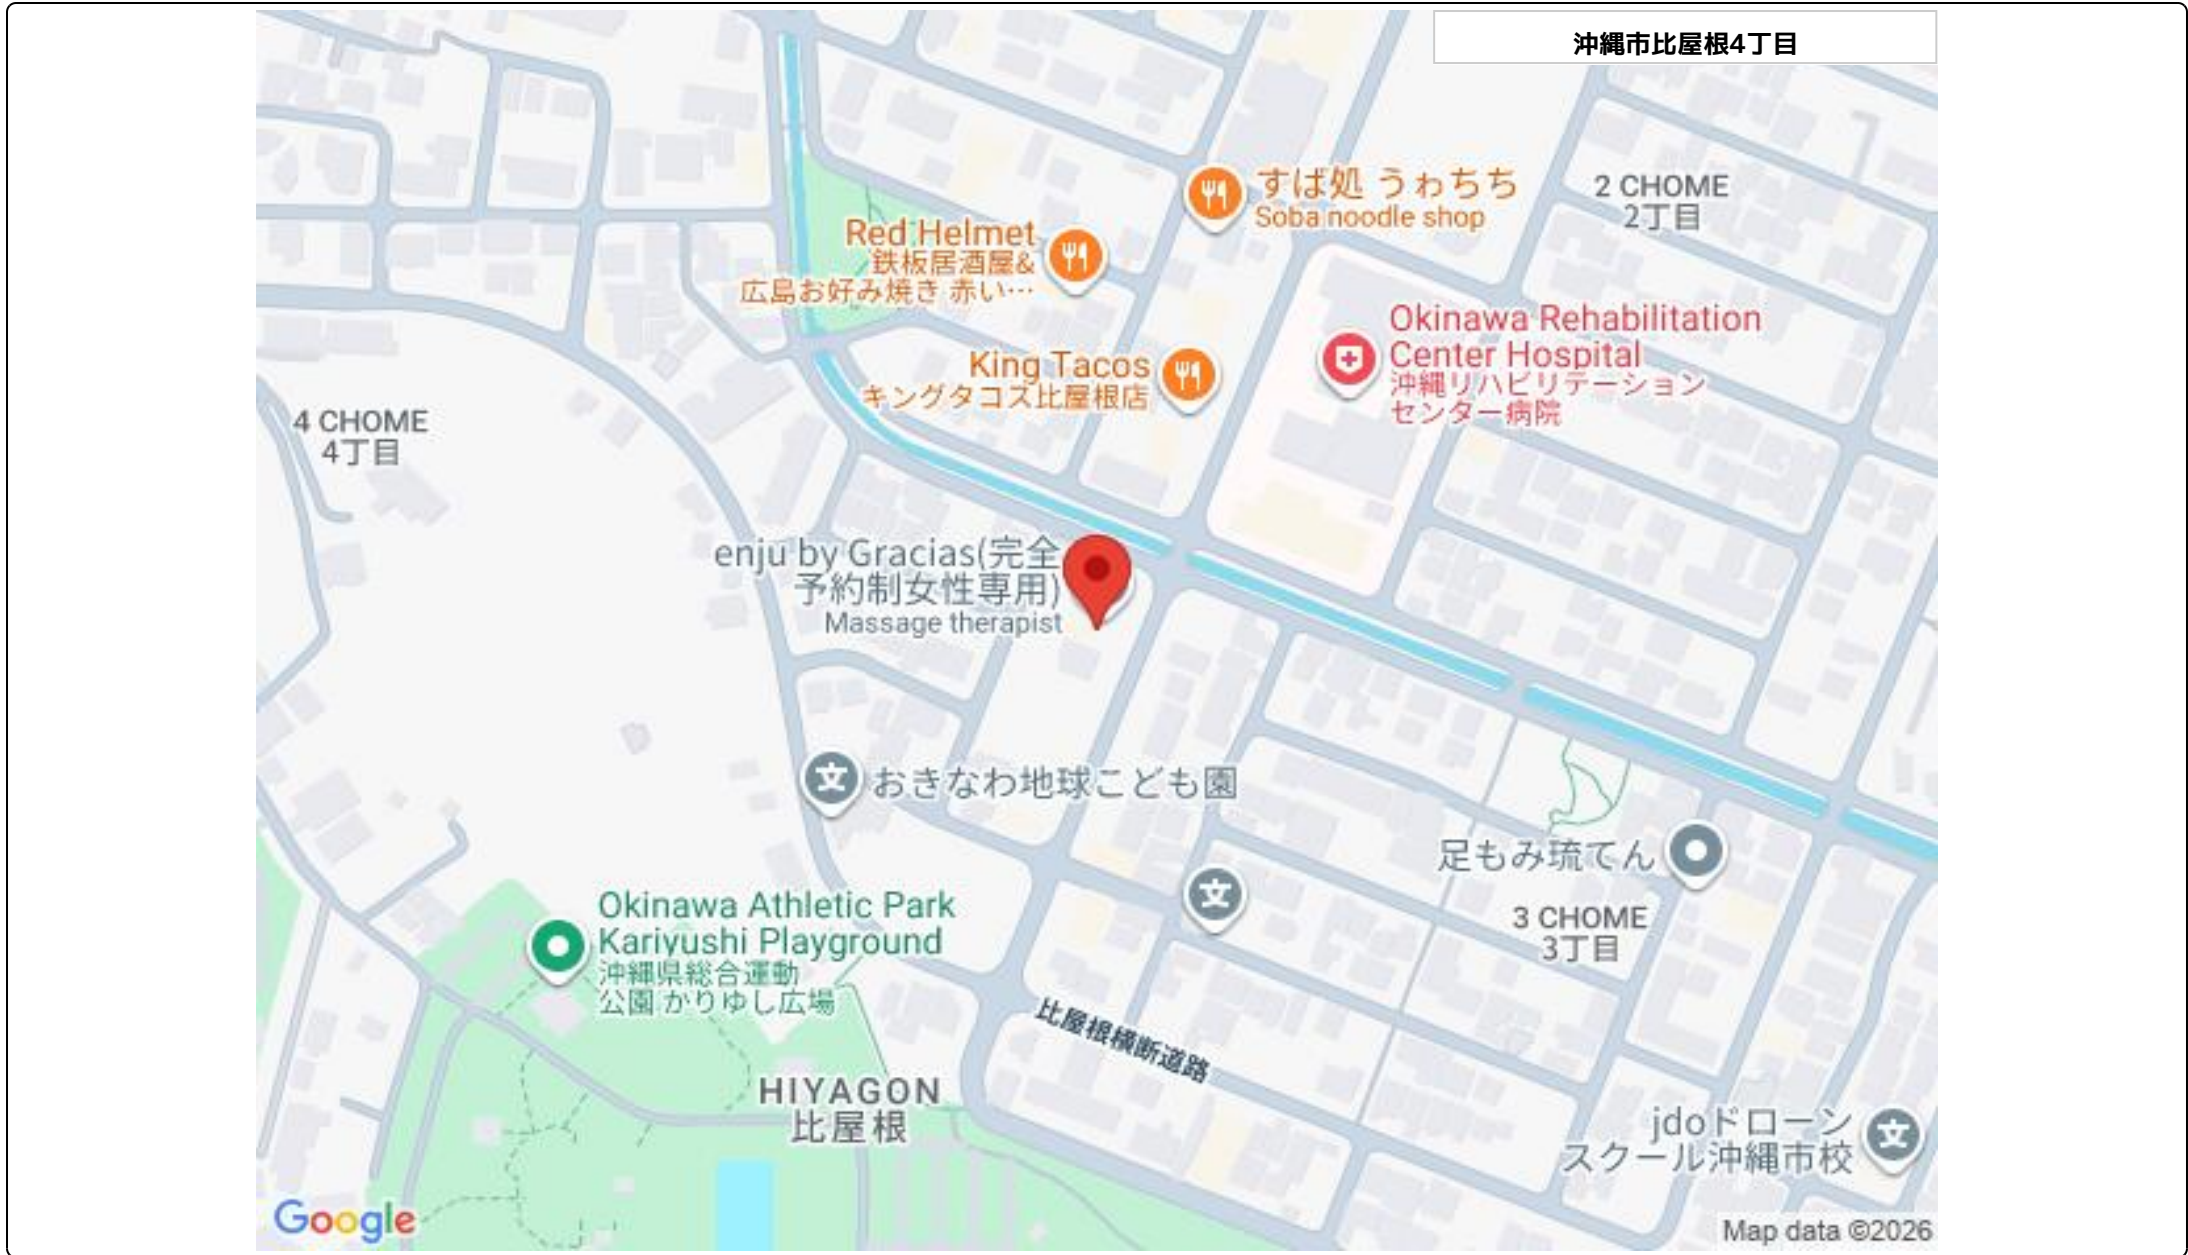 沖縄市比屋根4丁目
すば処 うゎちち
Soba noodle shop
2 CHOME
2丁目
Red Helmet
鉄板居酒屋&
広島お好み焼き 赤い…
Okinawa Rehabilitation
Center Hospital
沖縄リハビリテーション
センター病院
King Tacos
キングタコズ比屋根店
4 CHOME
4丁目
enju by Gracias(完全
予約制女性専用)
Massage therapist
文
おきなわ地球こども園
足もみ琉てん
文
3 CHOME
3丁目
Okinawa Athletic Park
Kariyushi Playground
沖縄県総合運動
公園 かりゆし広場
比屋根横断道路
HIYAGON
比屋根
jdoドローン
スクール沖縄市校
文
Google
Map data ©2026